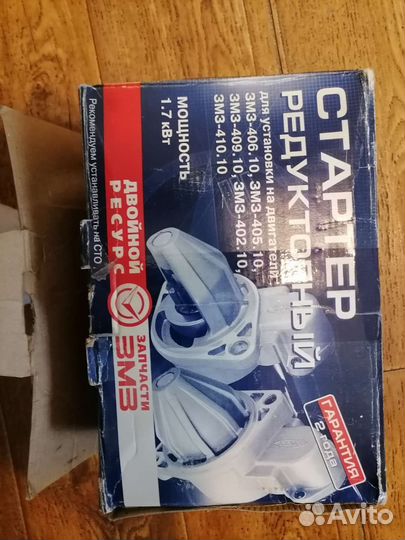 СТАРТЕР
РЕДУКТОРНЫЙ
для установки на двигатели
ЗМЗ-406.10, ЗМЗ-405.10,
ЗМЗ-409.10, ЗМЗ-402.10,
ЗМЗ-410.10
МОЩНОСТЬ
1.7 кВт
ДВОЙНОЙ
РЕСУРС
ЗАПЧАСТИ
ЗМЗ
Рекомендуем устанавливать на СТО
ГАРАНТИЯ
2 года
Avito